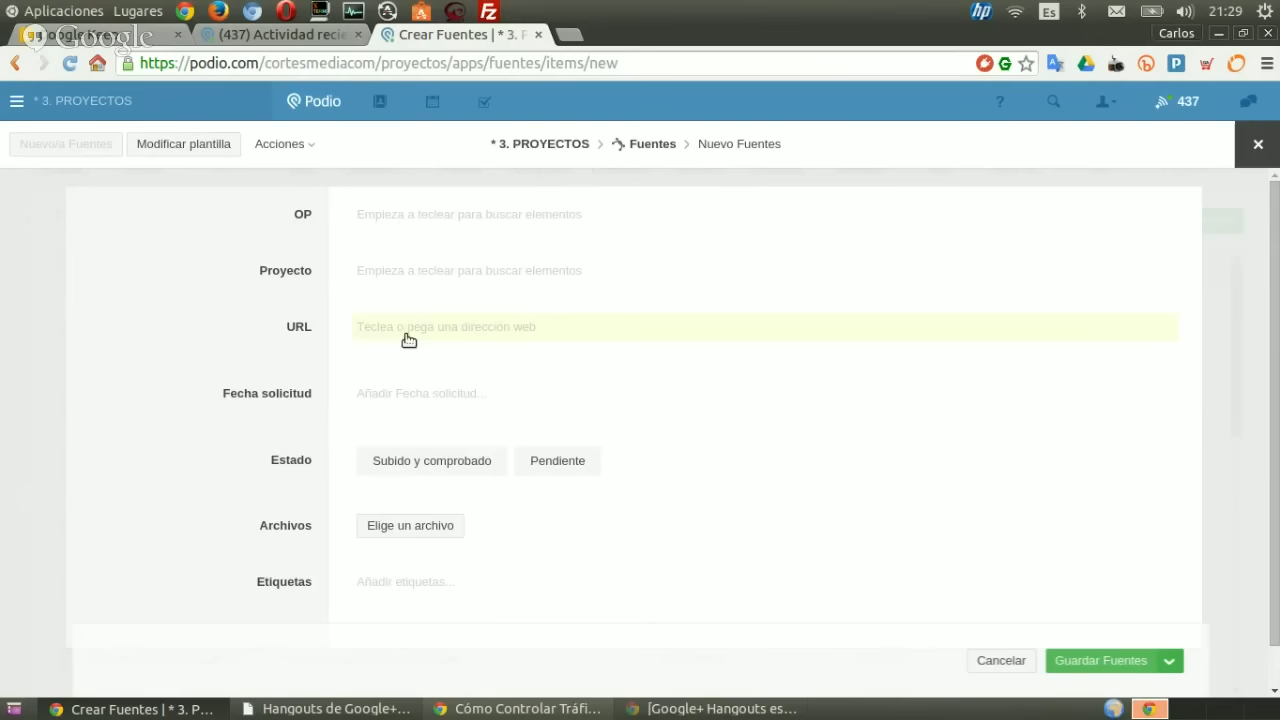 Aplicaciones Lugares
Es
21:29
Google
(437) Actividad recie
Crear Fuentes | * 3. P
Carlos
https://podio.com/cortesmediacom/proyectos/apps/fuentes/items/new
* 3. PROYECTOS
Podio
?
437
Nuevo/a Fuentes
Modificar plantilla
Acciones
* 3. PROYECTOS > Fuentes > Nuevo Fuentes
OP
Empieza a teclear para buscar elementos
Proyecto
Empieza a teclear para buscar elementos
URL
Teclea o pega una dirección web
Fecha solicitud
Añadir Fecha solicitud...
Estado
Subido y comprobado
Pendiente
Archivos
Elige un archivo
Etiquetas
Añadir etiquetas...
Cancelar
Guardar Fuentes
Crear Fuentes | * 3. P...
Hangouts de Google+...
Cómo Controlar Tráfi...
[Google+ Hangouts es...